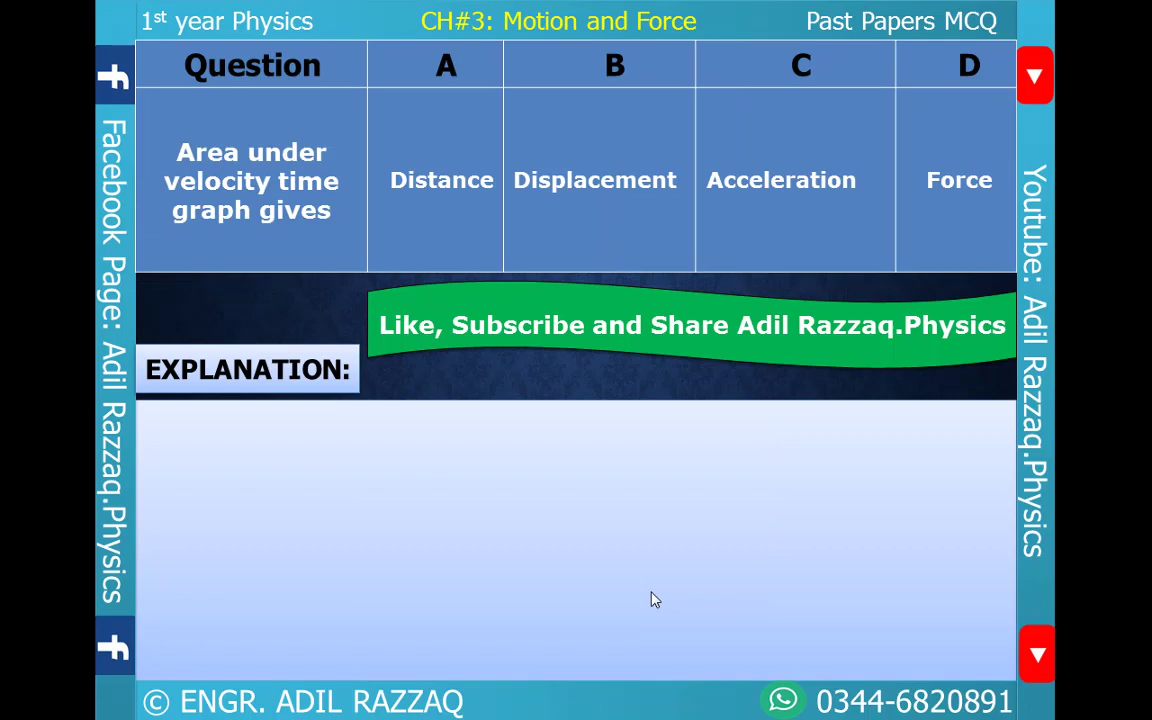 1st year Physics CH#3: Motion and Force Past Papers MCQ
Question A B C D
Area under
velocity time
graph gives
Distance Displacement Acceleration Force
Like, Subscribe and Share Adil Razzaq.Physics
EXPLANATION:
Facebook Page: Adil Razzaq.Physics
Youtube: Adil Razzaq.Physics
© ENGR. ADIL RAZZAQ 0344-6820891